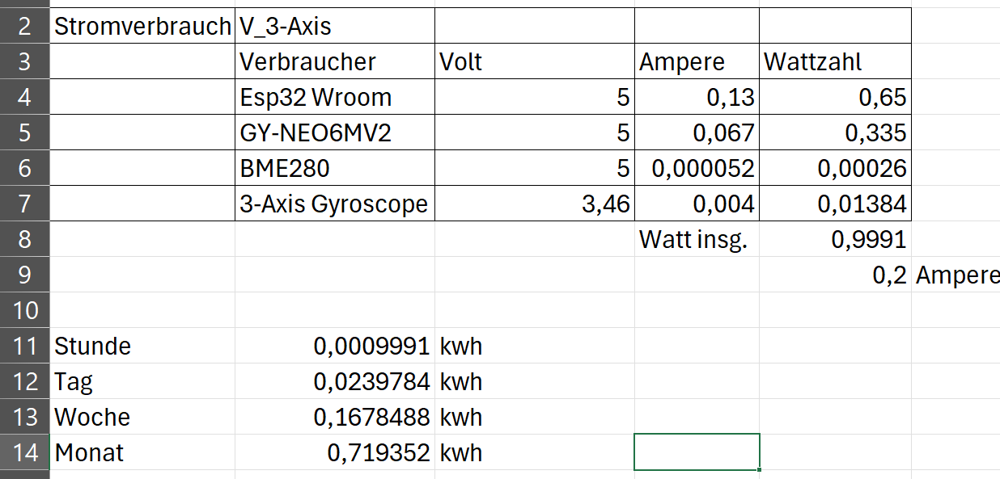 2 Stromverbrauch V_3-Axis
3 Verbraucher Volt Ampere Wattzahl
4 Esp32 Wroom 5 0,13 0,65
5 GY-NEO6MV2 5 0,067 0,335
6 BME280 5 0,000052 0,00026
7 3-Axis Gyroscope 3,46 0,004 0,01384
8 Watt insg. 0,9991
9 0,2 Ampere
10
11 Stunde 0,0009991 kwh
12 Tag 0,0239784 kwh
13 Woche 0,1678488 kwh
14 Monat 0,719352 kwh